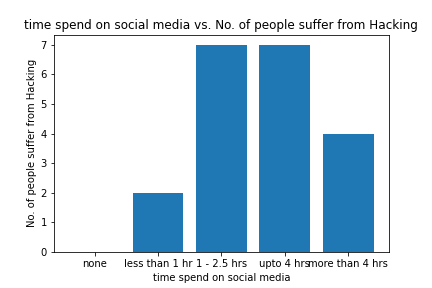 time spend on social media vs. No. of people suffer from Hacking
No. of people suffer from Hacking
7
6
5
4
3
2
1
0
none
less than 1 hr
1 - 2.5 hrs
upto 4 hrs
more than 4 hrs
time spend on social media